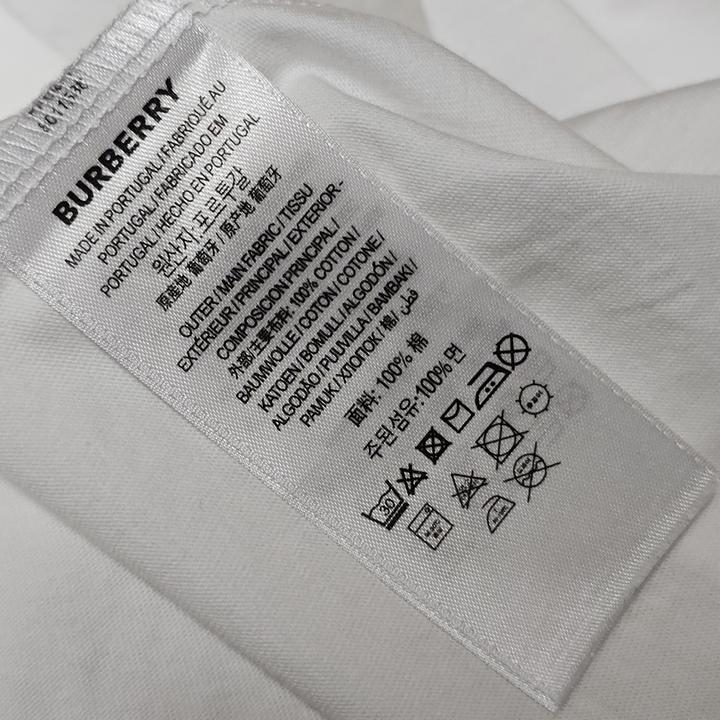 BURBERRY
MADE IN PORTUGAL / FABRIQUÉ AU
PORTUGAL / FABRICADO EM
PORTUGAL / HECHO EN PORTUGAL
원산지: 포르투갈
原産地 葡萄牙 / 原产地 葡萄牙
OUTER / MAIN FABRIC / TISSU
EXTÉRIEUR / PRINCIPAL / EXTERIOR -
COMPOSICION PRINCIPAL /
外部/主要布料: 100% COTTON /
BAUMWOLLE / COTON / COTONE /
KATOEN / BOMULL / ALGODÓN /
ALGODÃO / PUUVILLA / BAMBAKI /
PAMUK / ХЛОПОК / 棉 / قطن
面料: 100% 棉
주된섬유:100% 면
30